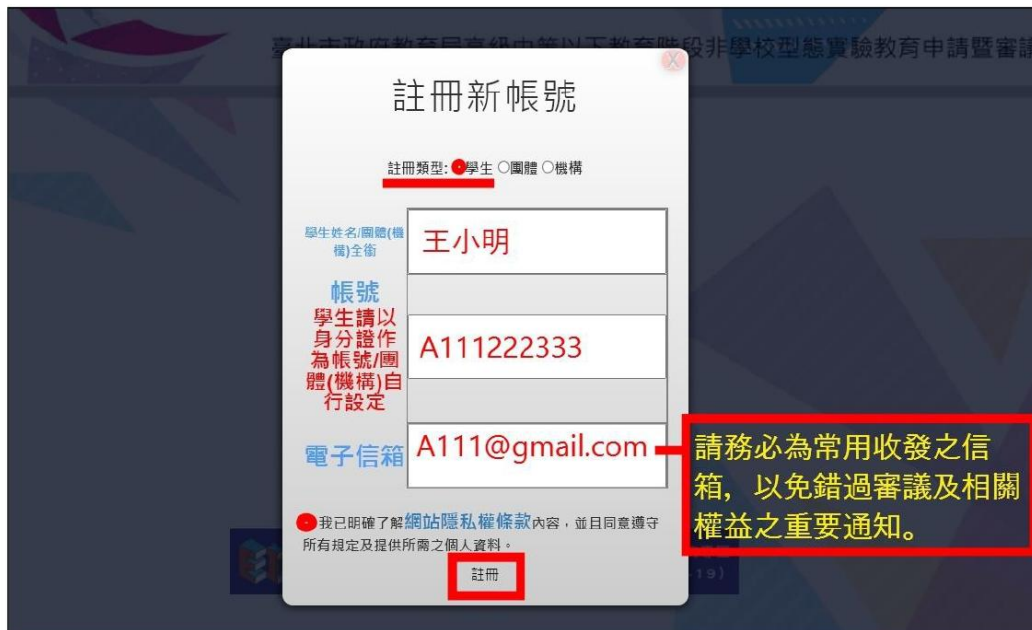 臺北市政府教育局高級中等以下教育階段非學校型態實驗教育申請暨審議
X
註冊新帳號
註冊類型: 學生 團體 機構
學生姓名/團體(機
構)全銜
王小明
帳號
學生請以
身分證作
為帳號/團
體(機構)自
行設定
A111222333
電子信箱
A111@gmail.com
請務必為常用收發之信
箱，以免錯過審議及相關
權益之重要通知。
我已明確了解網站隱私權條款內容，並且同意遵守
所有規定及提供所需之個人資料。
註冊